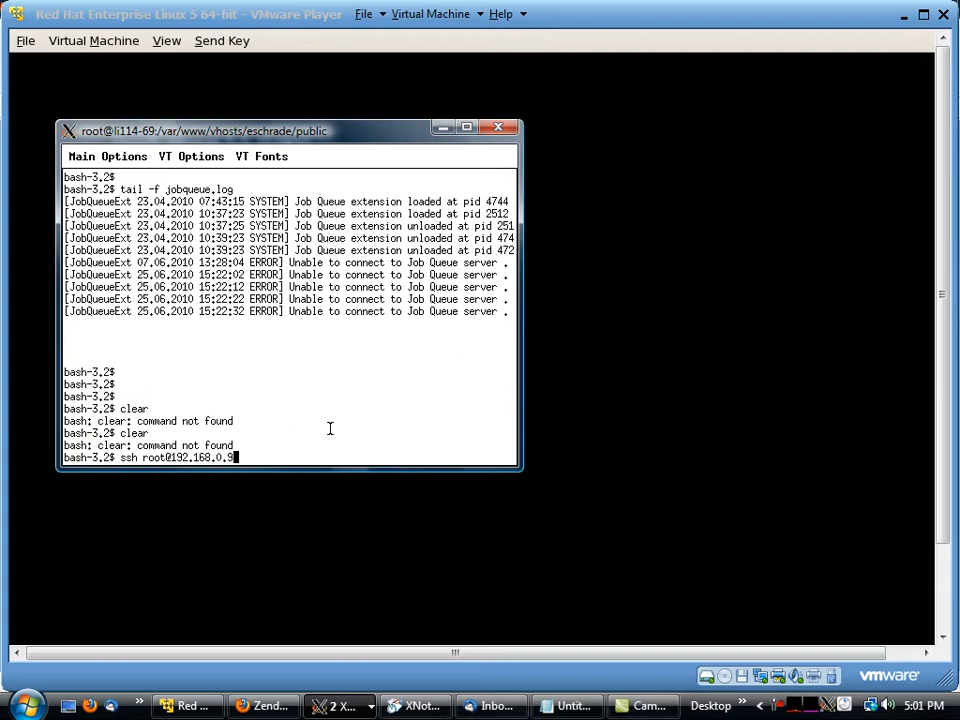 Red Hat Enterprise Linux 5 64-bit - VMware Player File Virtual Machine Help
File Virtual Machine View Send Key
root@li114-69:/var/www/vhosts/eschrade/public
Main Options VT Options VT Fonts
bash-3.2$
bash-3.2$ tail -f jobqueue.log
[JobQueueExt 23.04.2010 07:43:15 SYSTEM] Job Queue extension loaded at pid 4744
[JobQueueExt 23.04.2010 10:37:23 SYSTEM] Job Queue extension loaded at pid 2512
[JobQueueExt 23.04.2010 10:37:25 SYSTEM] Job Queue extension unloaded at pid 251
[JobQueueExt 23.04.2010 10:39:23 SYSTEM] Job Queue extension unloaded at pid 474
[JobQueueExt 23.04.2010 10:39:23 SYSTEM] Job Queue extension unloaded at pid 472
[JobQueueExt 07.06.2010 13:28:04 ERROR] Unable to connect to Job Queue server .
[JobQueueExt 25.06.2010 15:22:02 ERROR] Unable to connect to Job Queue server .
[JobQueueExt 25.06.2010 15:22:12 ERROR] Unable to connect to Job Queue server .
[JobQueueExt 25.06.2010 15:22:22 ERROR] Unable to connect to Job Queue server .
[JobQueueExt 25.06.2010 15:22:32 ERROR] Unable to connect to Job Queue server .
bash-3.2$
bash-3.2$
bash-3.2$
bash-3.2$ clear
bash: clear: command not found
bash-3.2$ clear
bash: clear: command not found
bash-3.2$ ssh root@192.168.0.9
vmware
Red ... Zend... 2 X... XNot... Inbo... Untit... Cam... Desktop 5:01 PM